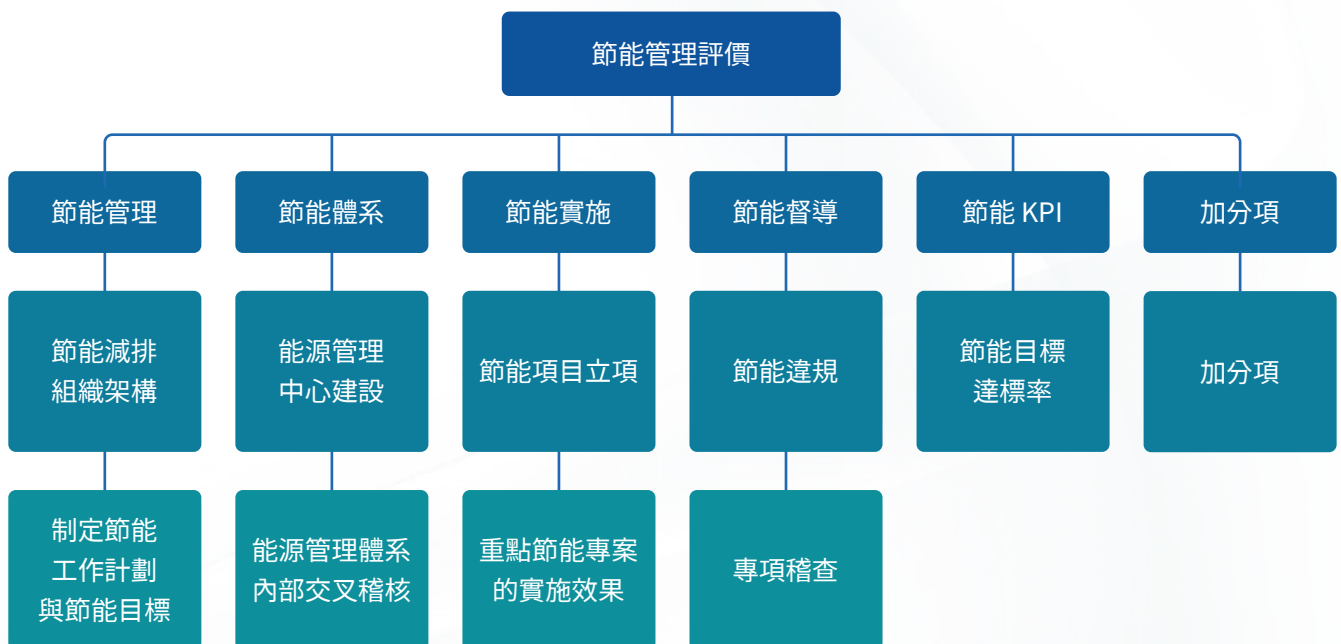 節能管理評價
節能管理
節能體系
節能實施
節能督導
節能 KPI
加分項
節能減排
組織架構
能源管理
中心建設
節能項目立項
節能違規
節能目標
達標率
加分項
制定節能
工作計劃
與節能目標
能源管理體系
內部交叉稽核
重點節能專案
的實施效果
專項稽查